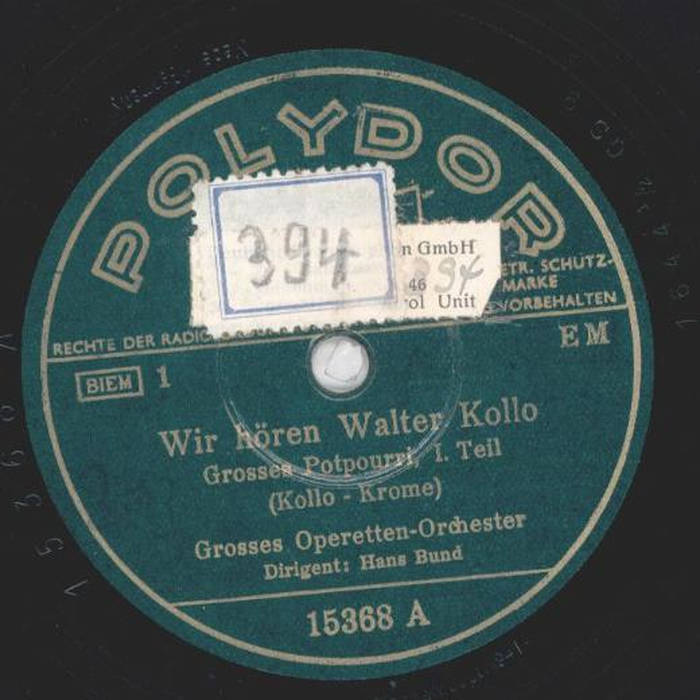 POLYDOR
394
n GmbH
46 394
ol Unit
ETR. SCHUTZ-
MARKE
VORBEHALTEN
RECHTE DER RADIO
EM
BIEM 1
Wir hören Walter Kollo
Grosses Potpourri, I. Teil
(Kollo - Krome)
Grosses Operetten-Orchester
Dirigent: Hans Bund
15368 A
15368 A